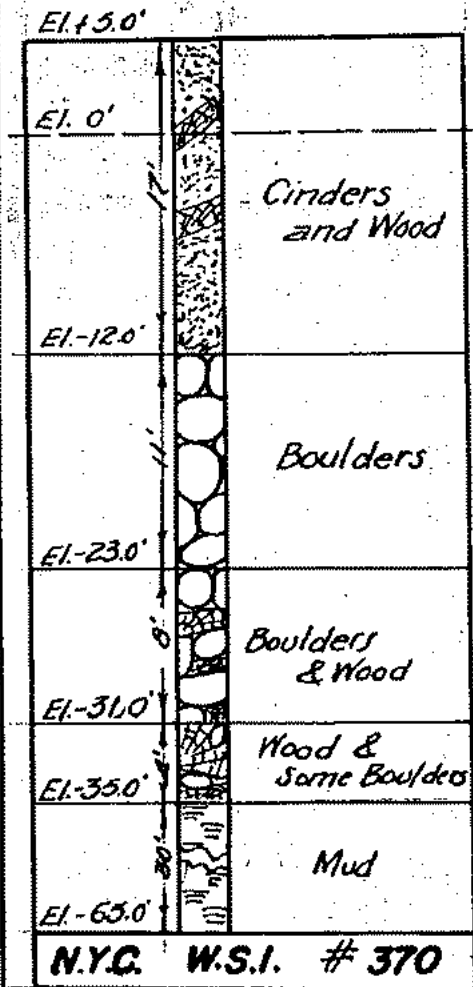 El.+5.0'
El. 0'
17'
Cinders
and Wood
El.-12.0'
11'
Boulders
El.-23.0'
8'
Boulders
& Wood
El.-31.0'
4'
Wood &
Some Boulders
El.-35.0'
30'
Mud
El.-65.0'
N.Y.C. W.S.I. # 370